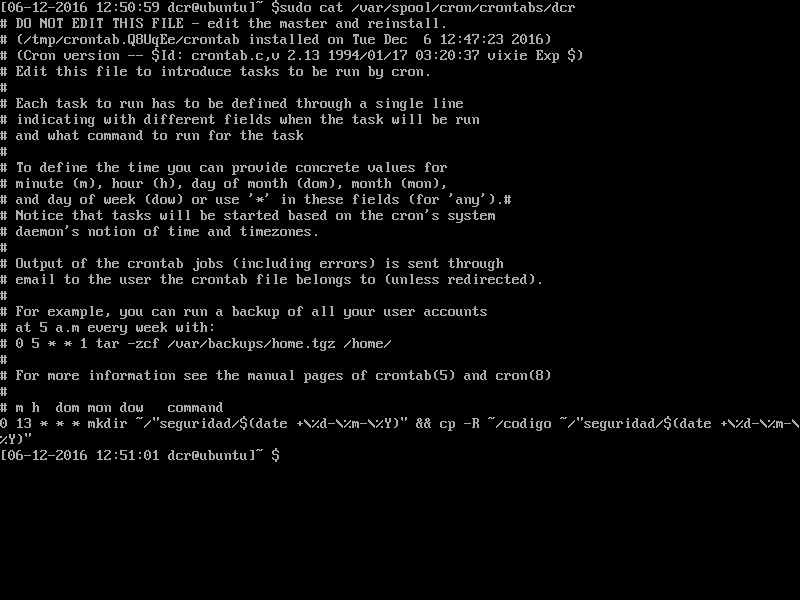 [06-12-2016 12:50:59 dcr@ubuntu]~ $sudo cat /var/spool/cron/crontabs/dcr
# DO NOT EDIT THIS FILE - edit the master and reinstall.
# (/tmp/crontab.Q8UqEe/crontab installed on Tue Dec  6 12:47:23 2016)
# (Cron version -- $Id: crontab.c,v 2.13 1994/01/17 03:20:37 vixie Exp $)
# Edit this file to introduce tasks to be run by cron.
#
# Each task to run has to be defined through a single line
# indicating with different fields when the task will be run
# and what command to run for the task
#
# To define the time you can provide concrete values for
# minute (m), hour (h), day of month (dom), month (mon),
# and day of week (dow) or use '*' in these fields (for 'any').#
# Notice that tasks will be started based on the cron's system
# daemon's notion of time and timezones.
#
# Output of the crontab jobs (including errors) is sent through
# email to the user the crontab file belongs to (unless redirected).
#
# For example, you can run a backup of all your user accounts
# at 5 a.m every week with:
# 0 5 * * 1 tar -zcf /var/backups/home.tgz /home/
#
# For more information see the manual pages of crontab(5) and cron(8)
#
# m h  dom mon dow   command
0 13 * * * mkdir ~/"seguridad/$(date +\%d-\%m-\%Y)" && cp -R ~/codigo ~/"seguridad/$(date +\%d-\%m-\
%Y)"
[06-12-2016 12:51:01 dcr@ubuntu]~ $